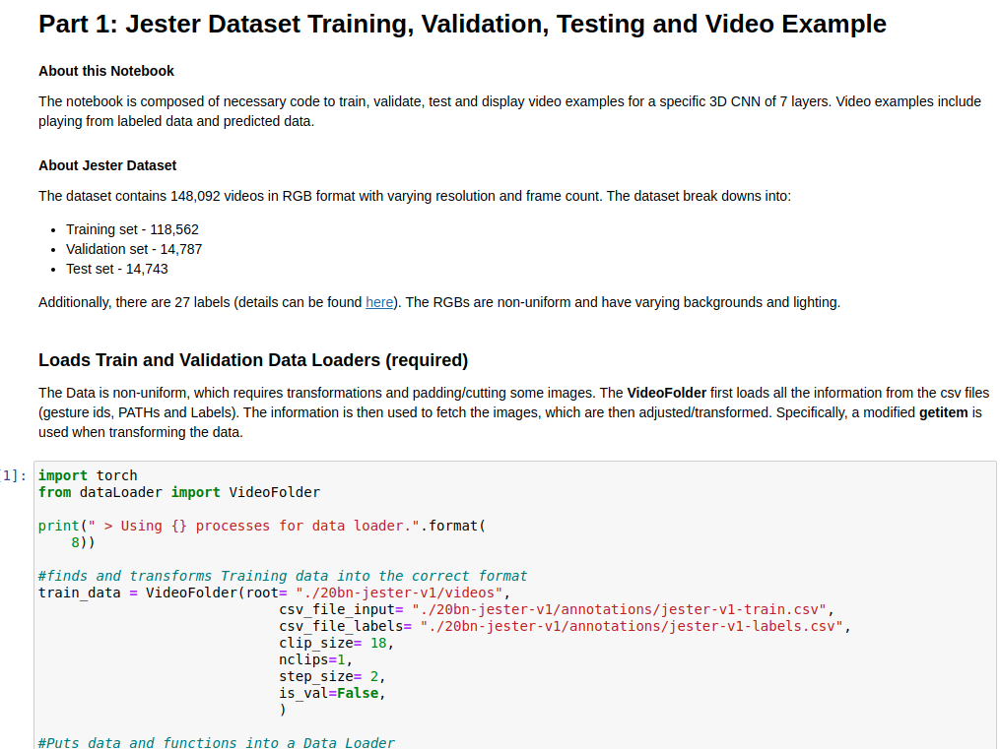 Part 1: Jester Dataset Training, Validation, Testing and Video Example
About this Notebook
The notebook is composed of necessary code to train, validate, test and display video examples for a specific 3D CNN of 7 layers. Video examples include
playing from labeled data and predicted data.
About Jester Dataset
The dataset contains 148,092 videos in RGB format with varying resolution and frame count. The dataset break downs into:
• Training set - 118,562
• Validation set - 14,787
• Test set - 14,743
Additionally, there are 27 labels (details can be found here). The RGBs are non-uniform and have varying backgrounds and lighting.
Loads Train and Validation Data Loaders (required)
The Data is non-uniform, which requires transformations and padding/cutting some images. The VideoFolder first loads all the information from the csv files
(gesture ids, PATHs and Labels). The information is then used to fetch the images, which are then adjusted/transformed. Specifically, a modified getitem is
used when transforming the data.
[1]: import torch
from dataLoader import VideoFolder
print(" > Using {} processes for data loader.".format(
8))
#finds and transforms Training data into the correct format
train_data = VideoFolder(root= "./20bn-jester-v1/videos",
csv_file_input= "./20bn-jester-v1/annotations/jester-v1-train.csv",
csv_file_labels= "./20bn-jester-v1/annotations/jester-v1-labels.csv",
clip_size= 18,
nclips=1,
step_size= 2,
is_val=False,
)
#Puts data and functions into a Data Loader